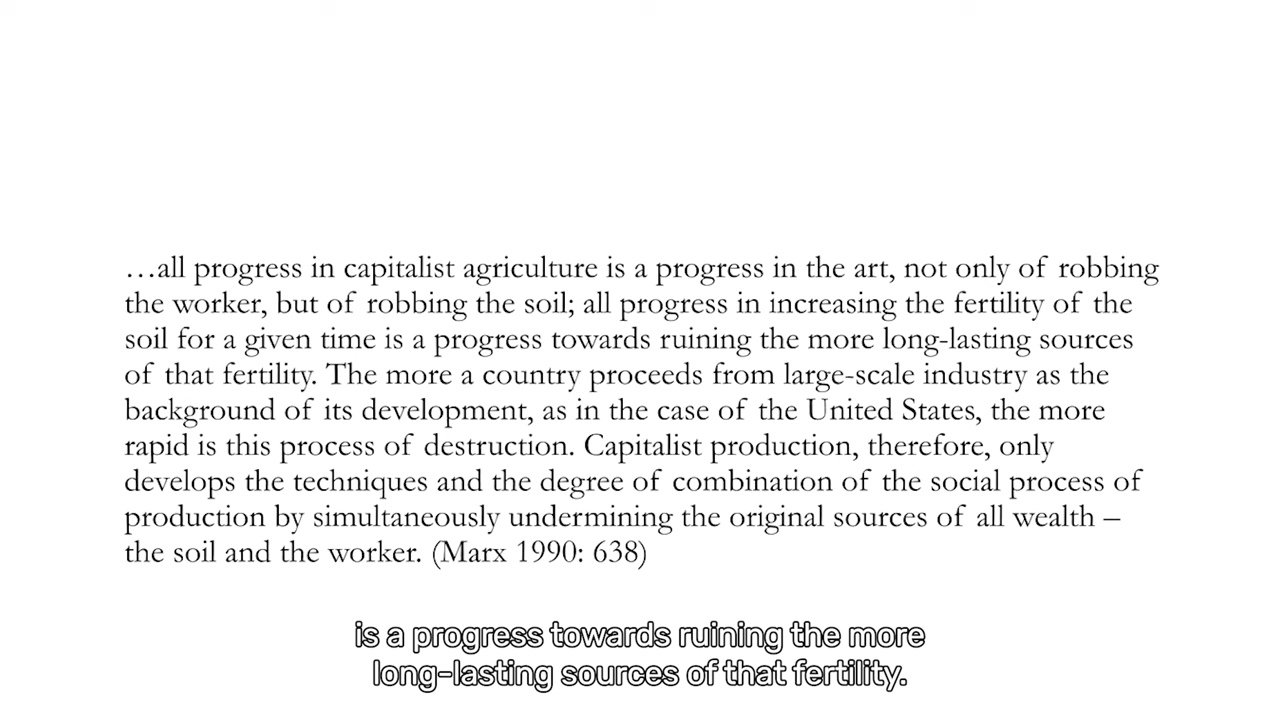 …all progress in capitalist agriculture is a progress in the art, not only of robbing
the worker, but of robbing the soil; all progress in increasing the fertility of the
soil for a given time is a progress towards ruining the more long-lasting sources
of that fertility. The more a country proceeds from large-scale industry as the
background of its development, as in the case of the United States, the more
rapid is this process of destruction. Capitalist production, therefore, only
develops the techniques and the degree of combination of the social process of
production by simultaneously undermining the original sources of all wealth –
the soil and the worker. (Marx 1990: 638)
is a progress towards ruining the more
long-lasting sources of that fertility.